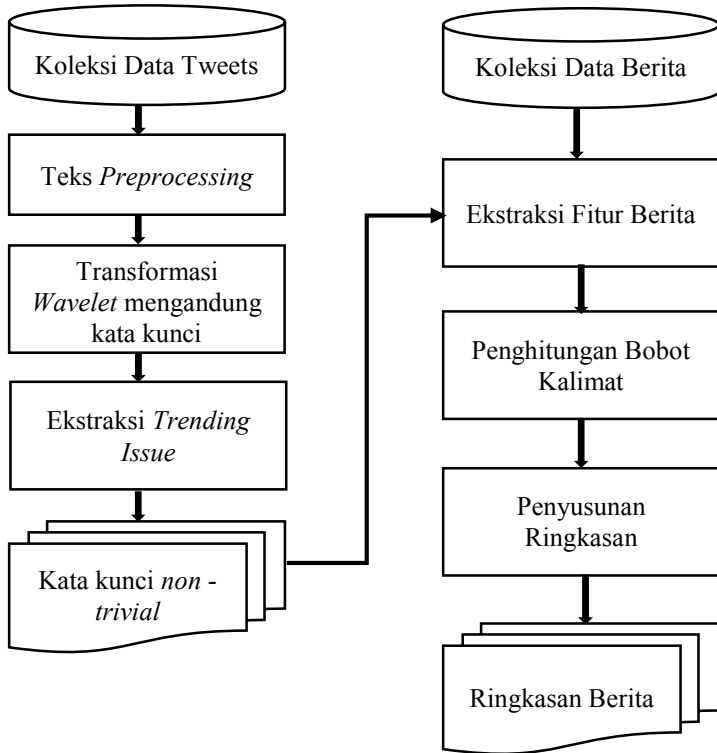 Koleksi Data Tweets
Teks Preprocessing
Transformasi
Wavelet mengandung
kata kunci
Ekstraksi Trending
Issue
Kata kunci non -
trivial
Koleksi Data Berita
Ekstraksi Fitur Berita
Penghitungan Bobot
Kalimat
Penyusunan
Ringkasan
Ringkasan Berita